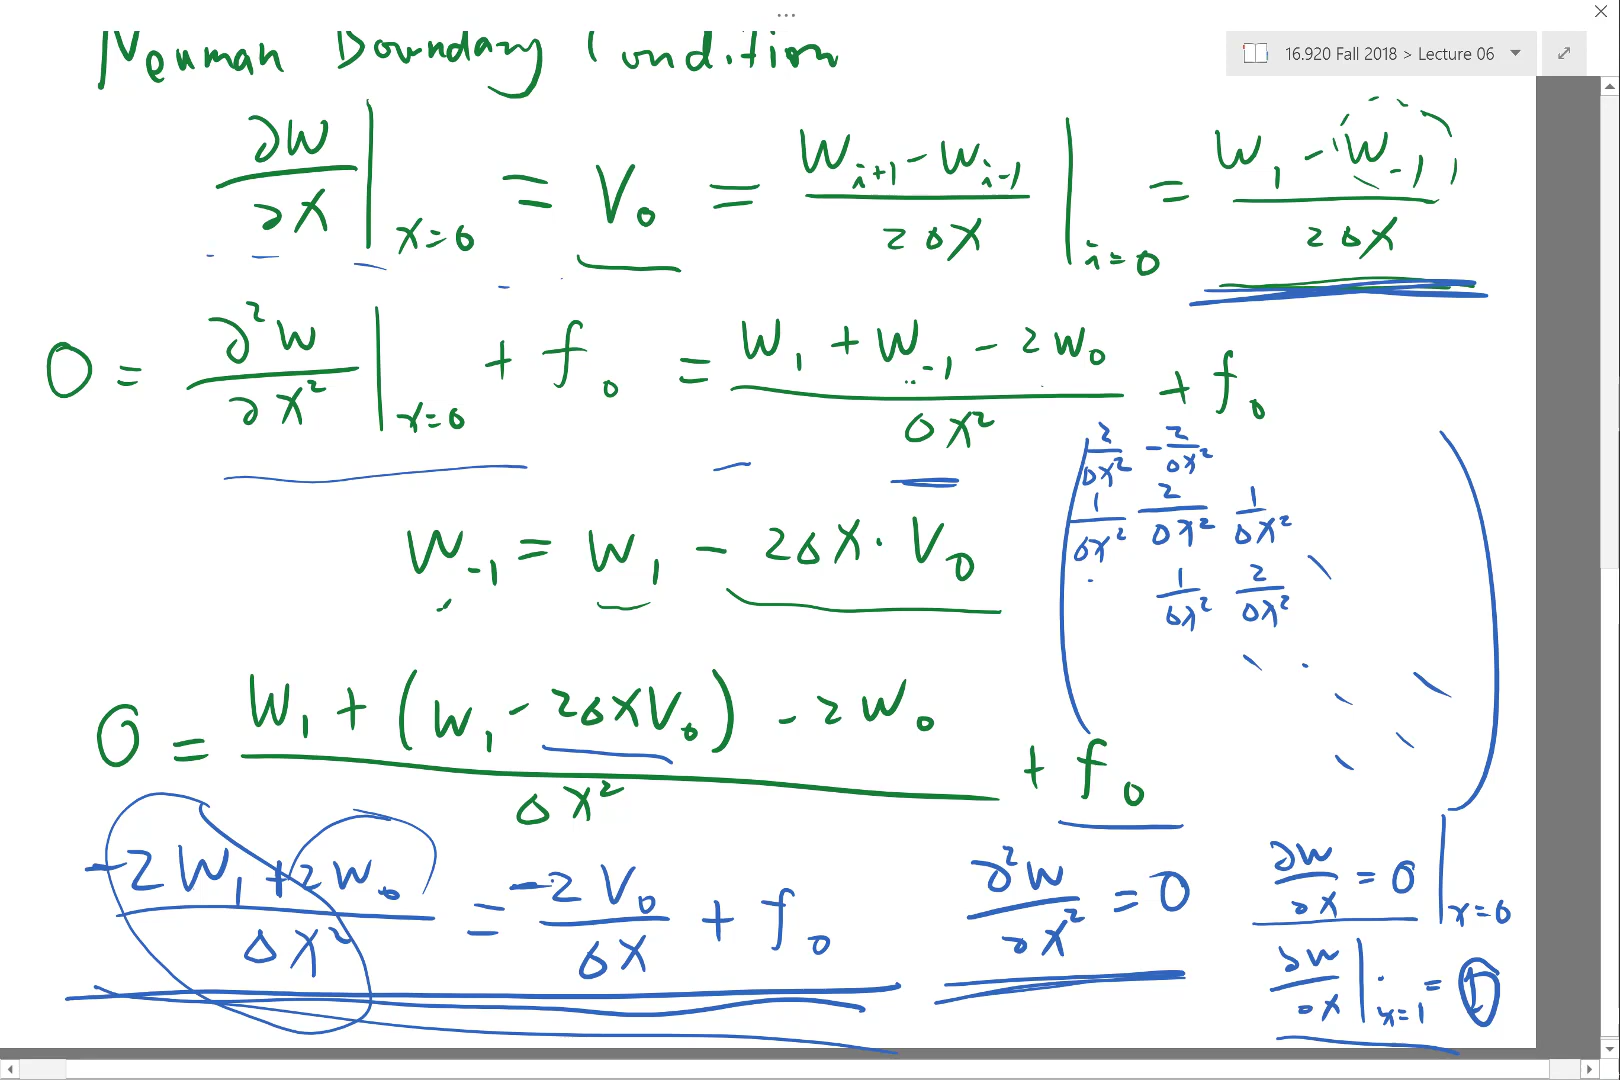 Neuman Boundary Condition
16.920 Fall 2018 > Lecture 06
∂W/∂X |x=0 = V₀ = (Wᵢ₊₁ - Wᵢ₋₁)/(2ΔX) |i=0 = (W₁ - W₋₁)/(2ΔX)
0 = ∂²W/∂X² |x=0 + f₀ = (W₁ + W₋₁ - 2W₀)/ΔX² + f₀
2/ΔX² -2/ΔX²
1/ΔX² 2/ΔX² 1/ΔX²
W₋₁ = W₁ - 2ΔX · V₀
1/ΔX² 2/ΔX²
0 = (W₁ + (W₁ - 2ΔXV₀) - 2W₀)/ΔX² + f₀
(-2W₁ + 2W₀)/ΔX² = -2V₀/ΔX + f₀
∂²W/∂X² = 0
∂W/∂X = 0 |x=0
∂W/∂X |x=1 =